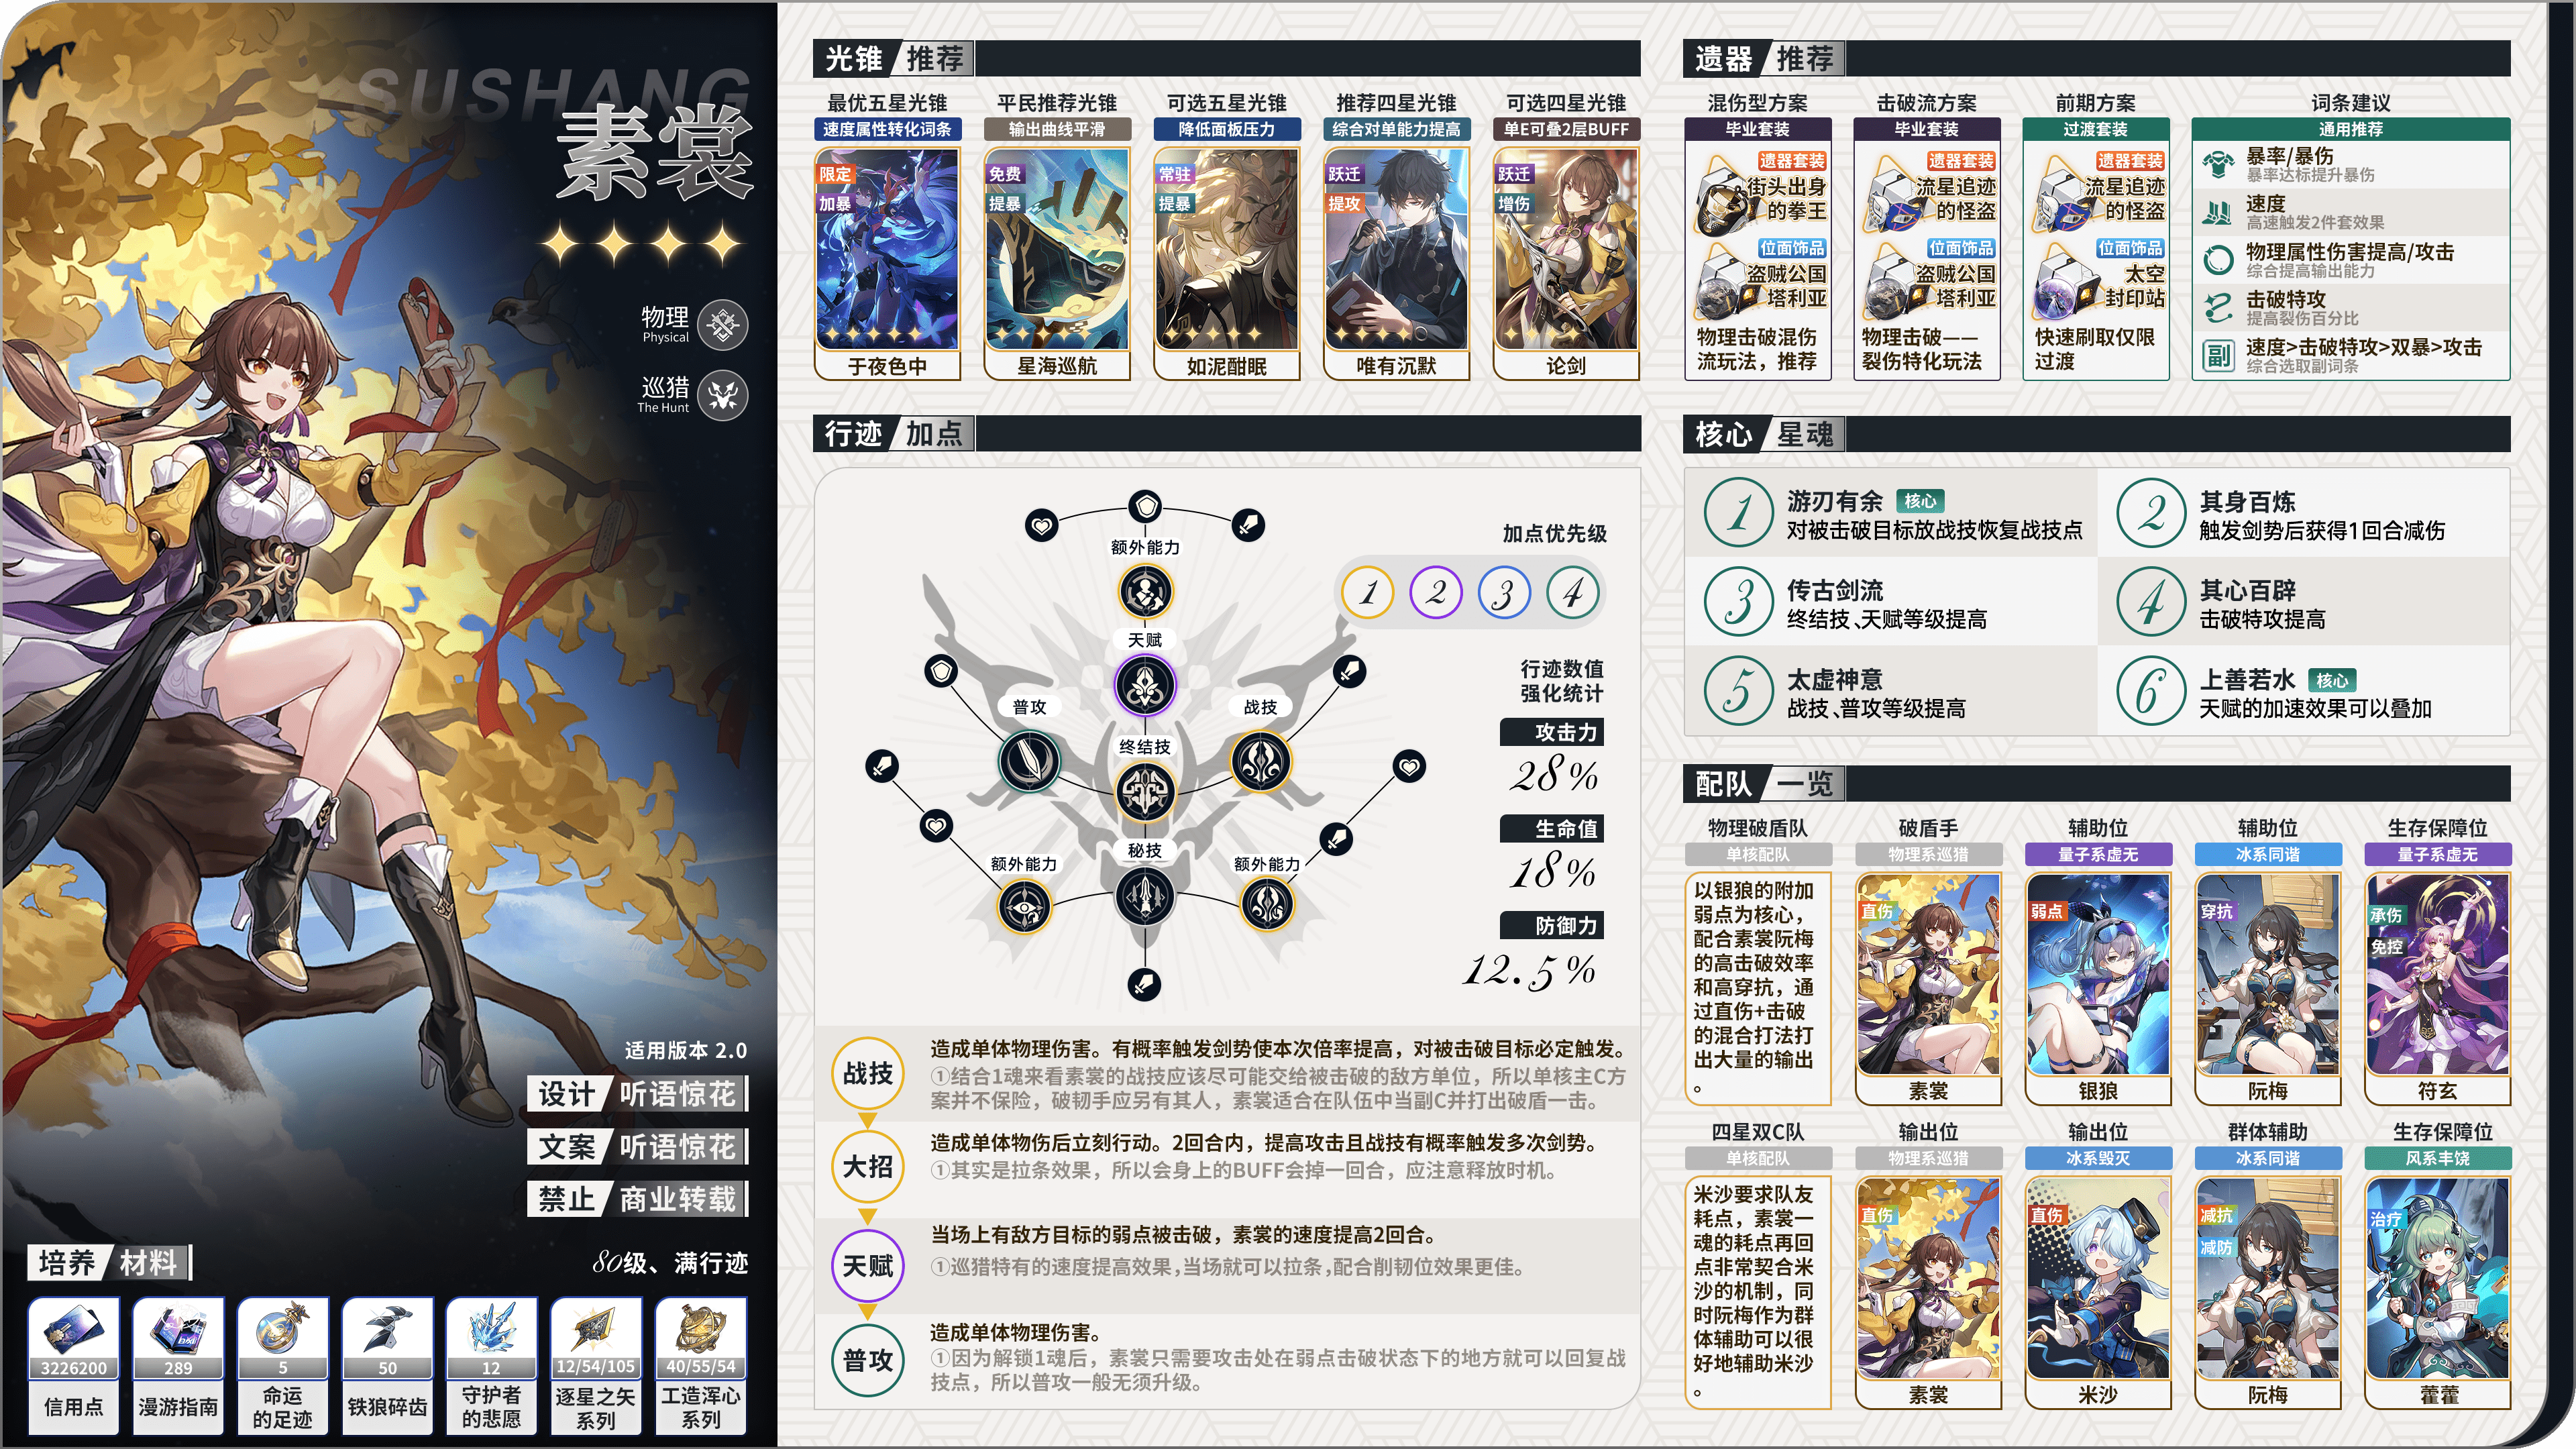 SUSHANG
素裳
物理
Physical
巡猎
The Hunt
适用版本 2.0
设计 听语惊花
文案 听语惊花
禁止 商业转载
培养 材料
80级、满行迹
3226200
信用点
289
漫游指南
5
命运
的足迹
50
铁狼碎齿
12
守护者
的悲愿
12/54/105
逐星之矢
系列
40/55/54
工造浑心
系列
光锥 推荐
最优五星光锥
速度属性转化词条
限定
加暴
于夜色中
平民推荐光锥
输出曲线平滑
免费
提暴
星海巡航
可选五星光锥
降低面板压力
常驻
提暴
如泥酣眠
推荐四星光锥
综合对单能力提高
跃迁
提攻
唯有沉默
可选四星光锥
单E可叠2层BUFF
跃迁
增伤
论剑
行迹 加点
额外能力
天赋
普攻
战技
终结技
秘技
额外能力
额外能力
加点优先级
1 2 3 4
行迹数值
强化统计
攻击力
28%
生命值
18%
防御力
12.5%
战技
造成单体物理伤害。有概率触发剑势使本次倍率提高，对被击破目标必定触发。
①结合1魂来看素裳的战技应该尽可能交给被击破的敌方单位，所以单核主C方
案并不保险，破韧手应另有其人，素裳适合在队伍中当副C并打出破盾一击。
大招
造成单体物伤后立刻行动。2回合内，提高攻击且战技有概率触发多次剑势。
①其实是拉条效果，所以会身上的BUFF会掉一回合，应注意释放时机。
天赋
当场上有敌方目标的弱点被击破，素裳的速度提高2回合。
①巡猎特有的速度提高效果,当场就可以拉条,配合削韧位效果更佳。
普攻
造成单体物理伤害。
①因为解锁1魂后，素裳只需要攻击处在弱点击破状态下的地方就可以回复战
技点，所以普攻一般无须升级。
遗器 推荐
混伤型方案
毕业套装
遗器套装
街头出身
的拳王
位面饰品
盗贼公国
塔利亚
物理击破混伤
流玩法，推荐
击破流方案
毕业套装
遗器套装
流星追迹
的怪盗
位面饰品
盗贼公国
塔利亚
物理击破——
裂伤特化玩法
前期方案
过渡套装
遗器套装
流星追迹
的怪盗
位面饰品
太空
封印站
快速刷取仅限
过渡
词条建议
通用推荐
暴率/暴伤
暴率达标提升暴伤
速度
高速触发2件套效果
物理属性伤害提高/攻击
综合提高输出能力
击破特攻
提高裂伤百分比
副
速度>击破特攻>双暴>攻击
综合选取副词条
核心 星魂
1
游刃有余 核心
对被击破目标放战技恢复战技点
2
其身百炼
触发剑势后获得1回合减伤
3
传古剑流
终结技、天赋等级提高
4
其心百辟
击破特攻提高
5
太虚神意
战技、普攻等级提高
6
上善若水 核心
天赋的加速效果可以叠加
配队 一览
物理破盾队
单核配队
以银狼的附加
弱点为核心，
配合素裳阮梅
的高击破效率
和高穿抗，通
过直伤+击破
的混合打法打
出大量的输出
。
破盾手
物理系巡猎
直伤
素裳
辅助位
量子系虚无
弱点
银狼
辅助位
冰系同谐
穿抗
阮梅
生存保障位
量子系虚无
承伤
免控
符玄
四星双C队
单核配队
米沙要求队友
耗点，素裳一
魂的耗点再回
点非常契合米
沙的机制，同
时阮梅作为群
体辅助可以很
好地辅助米沙
。
输出位
物理系巡猎
直伤
素裳
输出位
冰系毁灭
直伤
米沙
群体辅助
冰系同谐
减抗
减防
阮梅
生存保障位
风系丰饶
治疗
藿藿